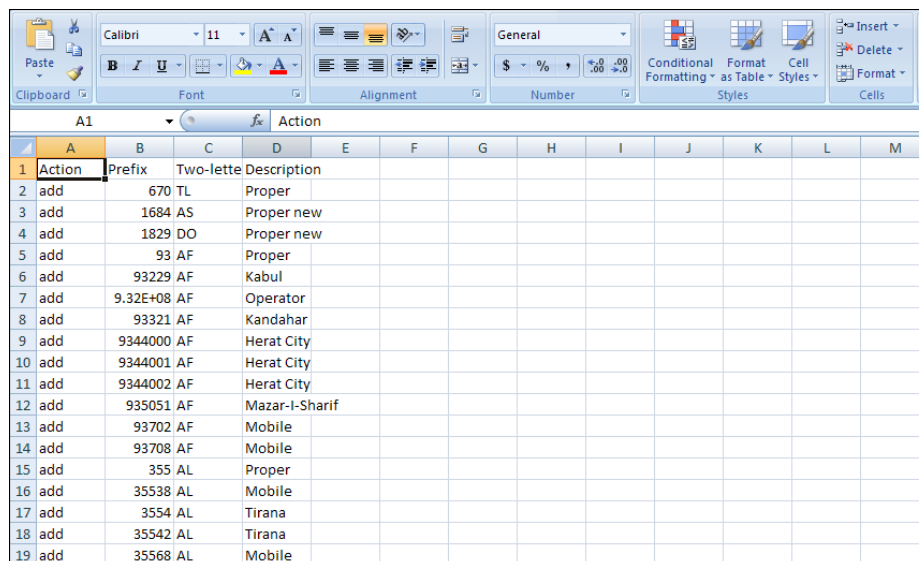 Calibri 11 A A General Insert
Paste Delete
B I U A $ % , .0 .00 .00 .0 Conditional Format Cell
Formatting as Table Styles Format
Clipboard Font Alignment Number Styles Cells
A1 fx Action
A B C D E F G H I J K L M
1 Action Prefix Two-lette Description
2 add 670 TL Proper
3 add 1684 AS Proper new
4 add 1829 DO Proper new
5 add 93 AF Proper
6 add 93229 AF Kabul
7 add 9.32E+08 AF Operator
8 add 93321 AF Kandahar
9 add 9344000 AF Herat City
10 add 9344001 AF Herat City
11 add 9344002 AF Herat City
12 add 935051 AF Mazar-I-Sharif
13 add 93702 AF Mobile
14 add 93708 AF Mobile
15 add 355 AL Proper
16 add 35538 AL Mobile
17 add 3554 AL Tirana
18 add 35542 AL Tirana
19 add 35568 AL Mobile